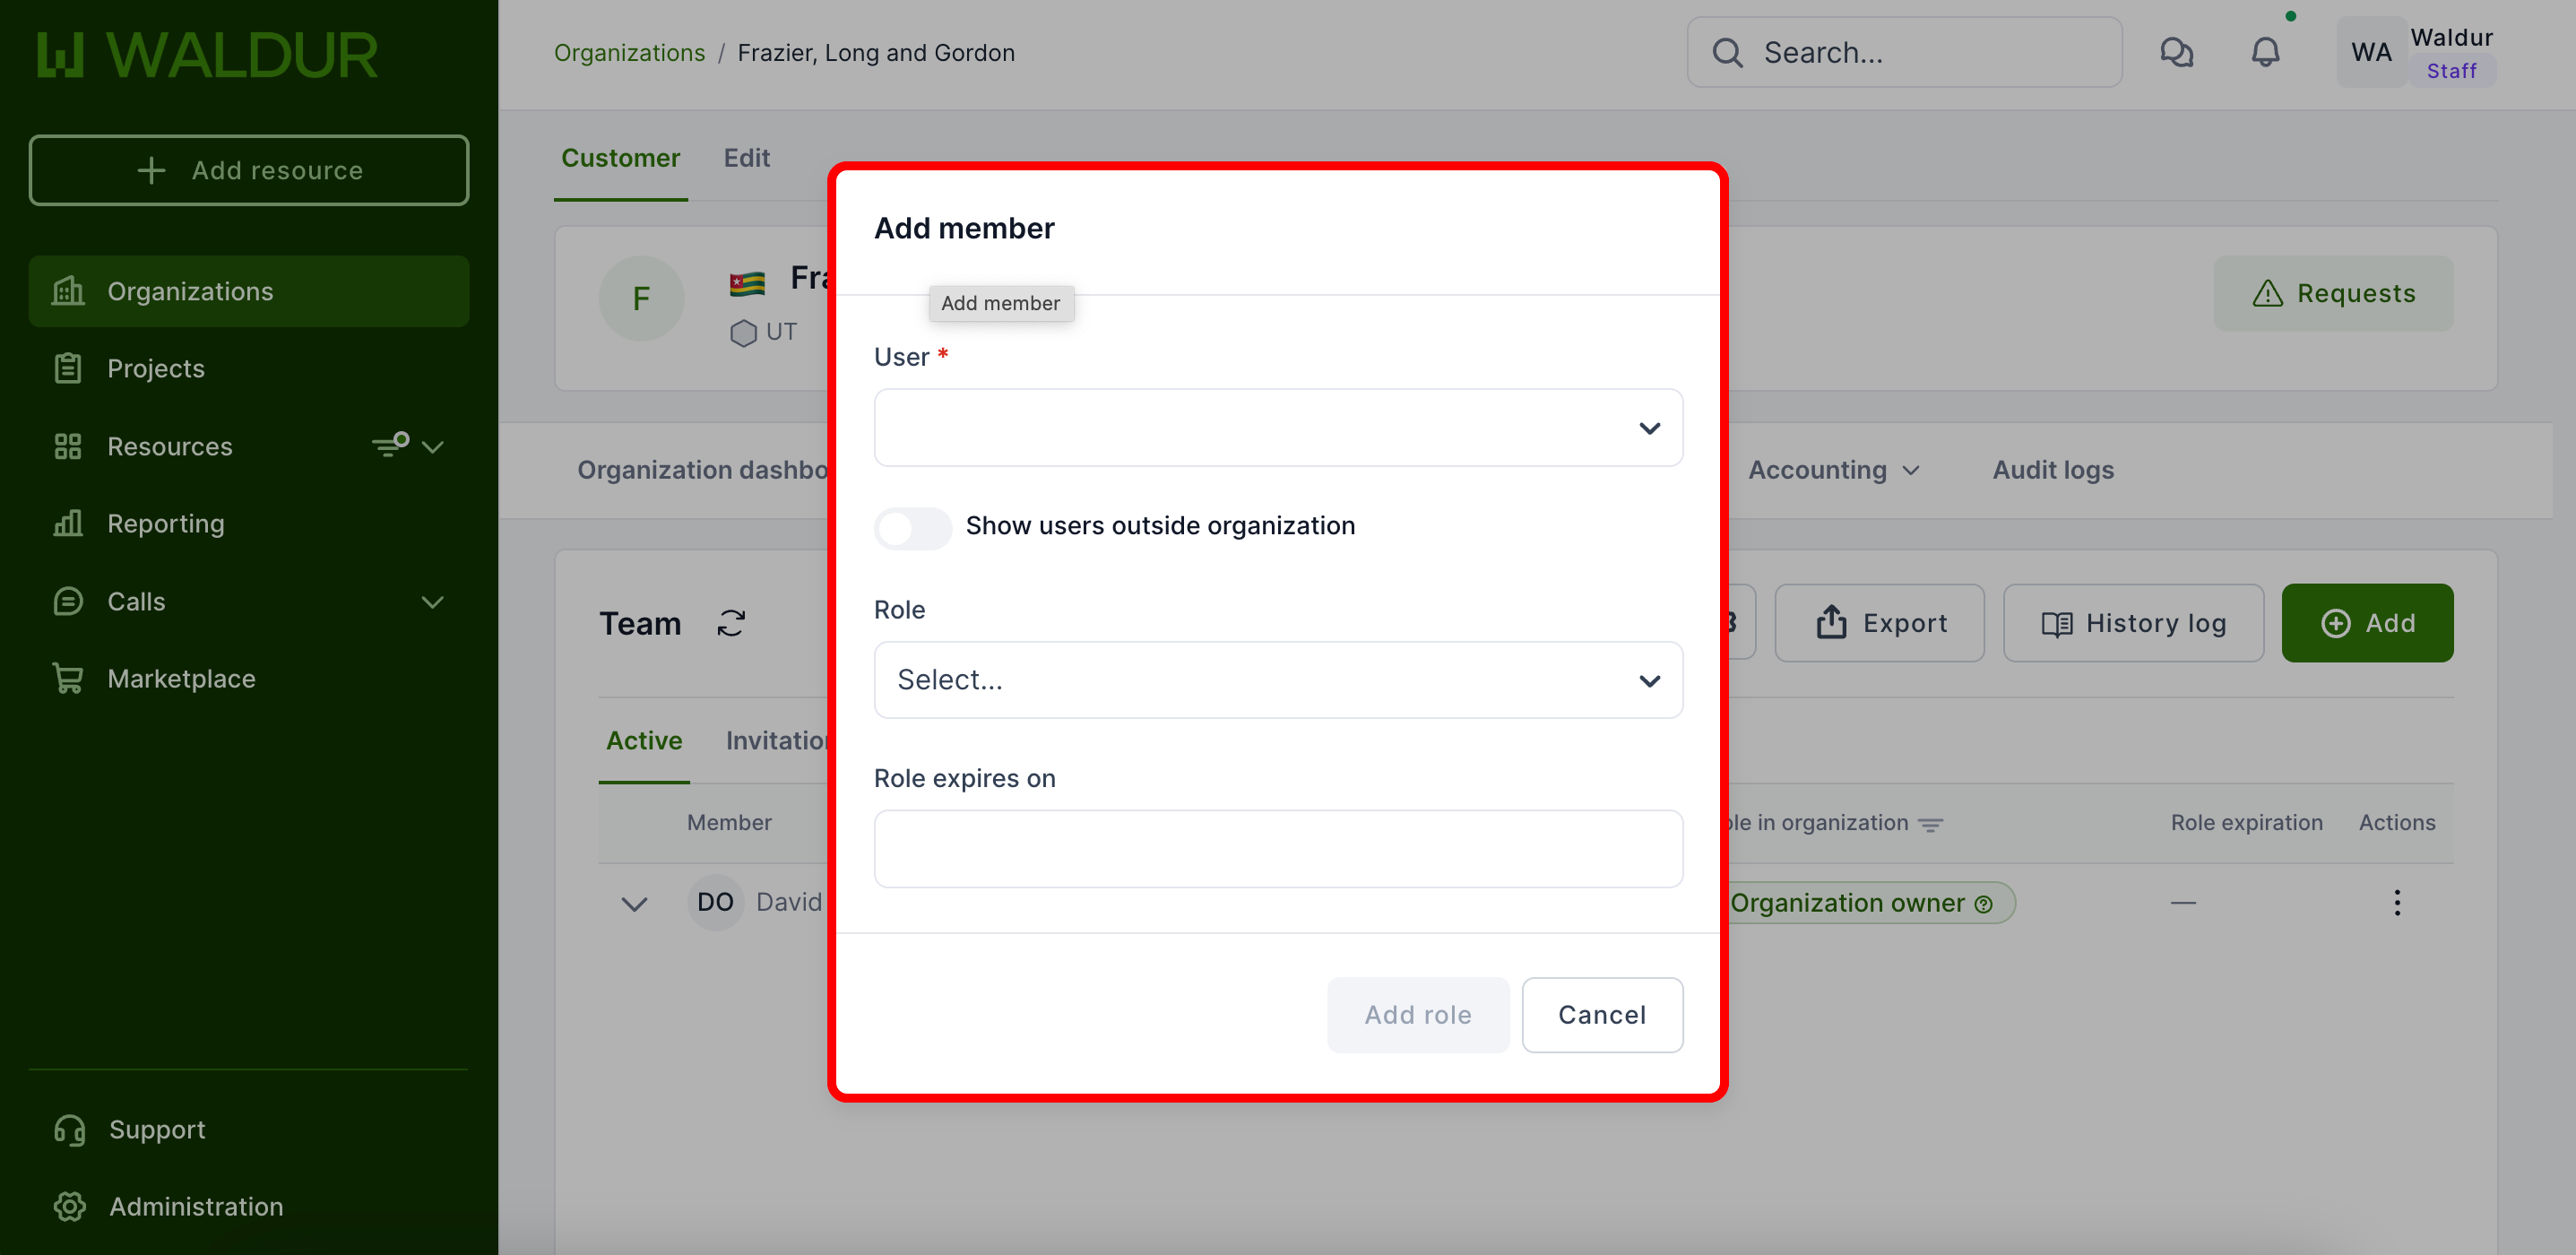 WALDUR
Organizations / Frazier, Long and Gordon
Search...
WA
Waldur
Staff
Add resource
Organizations
Projects
Resources
Reporting
Calls
Marketplace
Support
Administration
Customer
Edit
F
Fra
UT
Requests
Organization dashbo
Accounting
Audit logs
Team
Export
History log
Add
Active
Invitation
Member
ole in organization
Role expiration
Actions
DO
David
Organization owner
—
Add member
Add member
User *
Show users outside organization
Role
Select...
Role expires on
Add role
Cancel